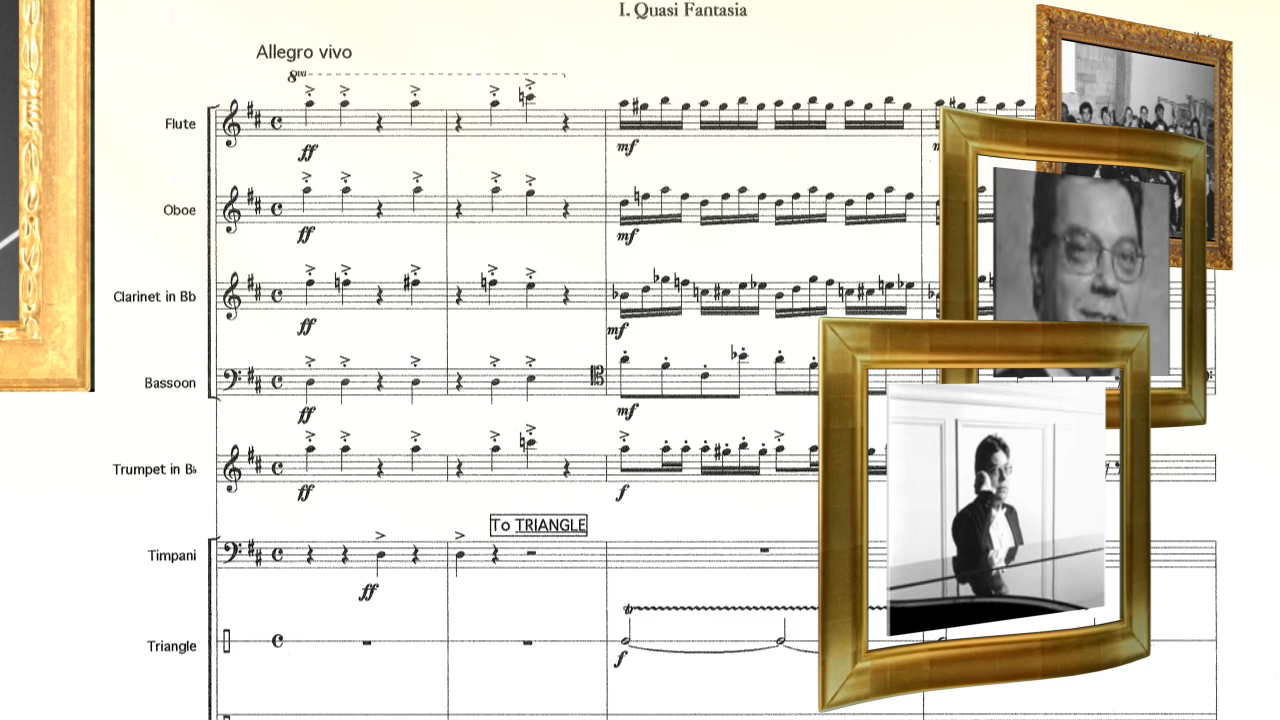 I. Quasi Fantasia
Allegro vivo
8va
Flute
ff
mf
Oboe
ff
mf
Clarinet in Bb
ff
mf
Bassoon
ff
mf
Trumpet in B♭
ff
f
To TRIANGLE
Timpani
ff
tr
Triangle
f